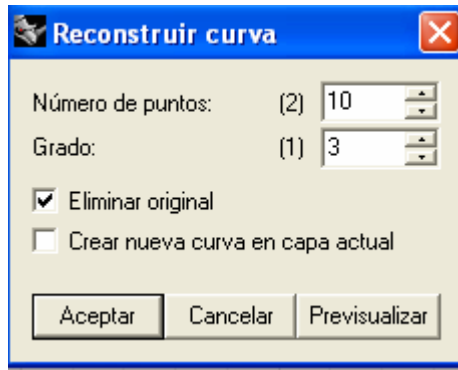 Reconstruir curva
Número de puntos: (2) 10
Grado: (1) 3
Eliminar original
Crear nueva curva en capa actual
Aceptar Cancelar Previsualizar